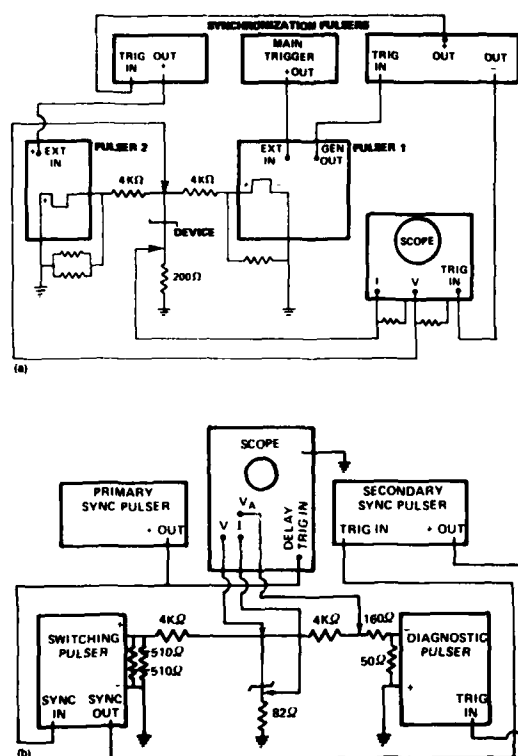 SYNCHRONIZATION PULSERS
TRIG IN
OUT +
MAIN TRIGGER
+ OUT
TRIG IN
+ OUT
OUT −
+ EXT IN
PULSER 2
EXT IN
GEN OUT
PULSER 1
4KΩ
4KΩ
+
+ −
DEVICE
200Ω
SCOPE
I
V
TRIG IN
(a)
SCOPE
V
I
VA
DELAY TRIG IN
PRIMARY SYNC PULSER
+ OUT
SECONDARY SYNC PULSER
TRIG IN
+ OUT
SWITCHING PULSER
+
−
SYNC IN
SYNC OUT
510Ω
510Ω
4KΩ
4KΩ
160Ω
50Ω
82Ω
−
+
DIAGNOSTIC PULSER
TRIG IN
(b)